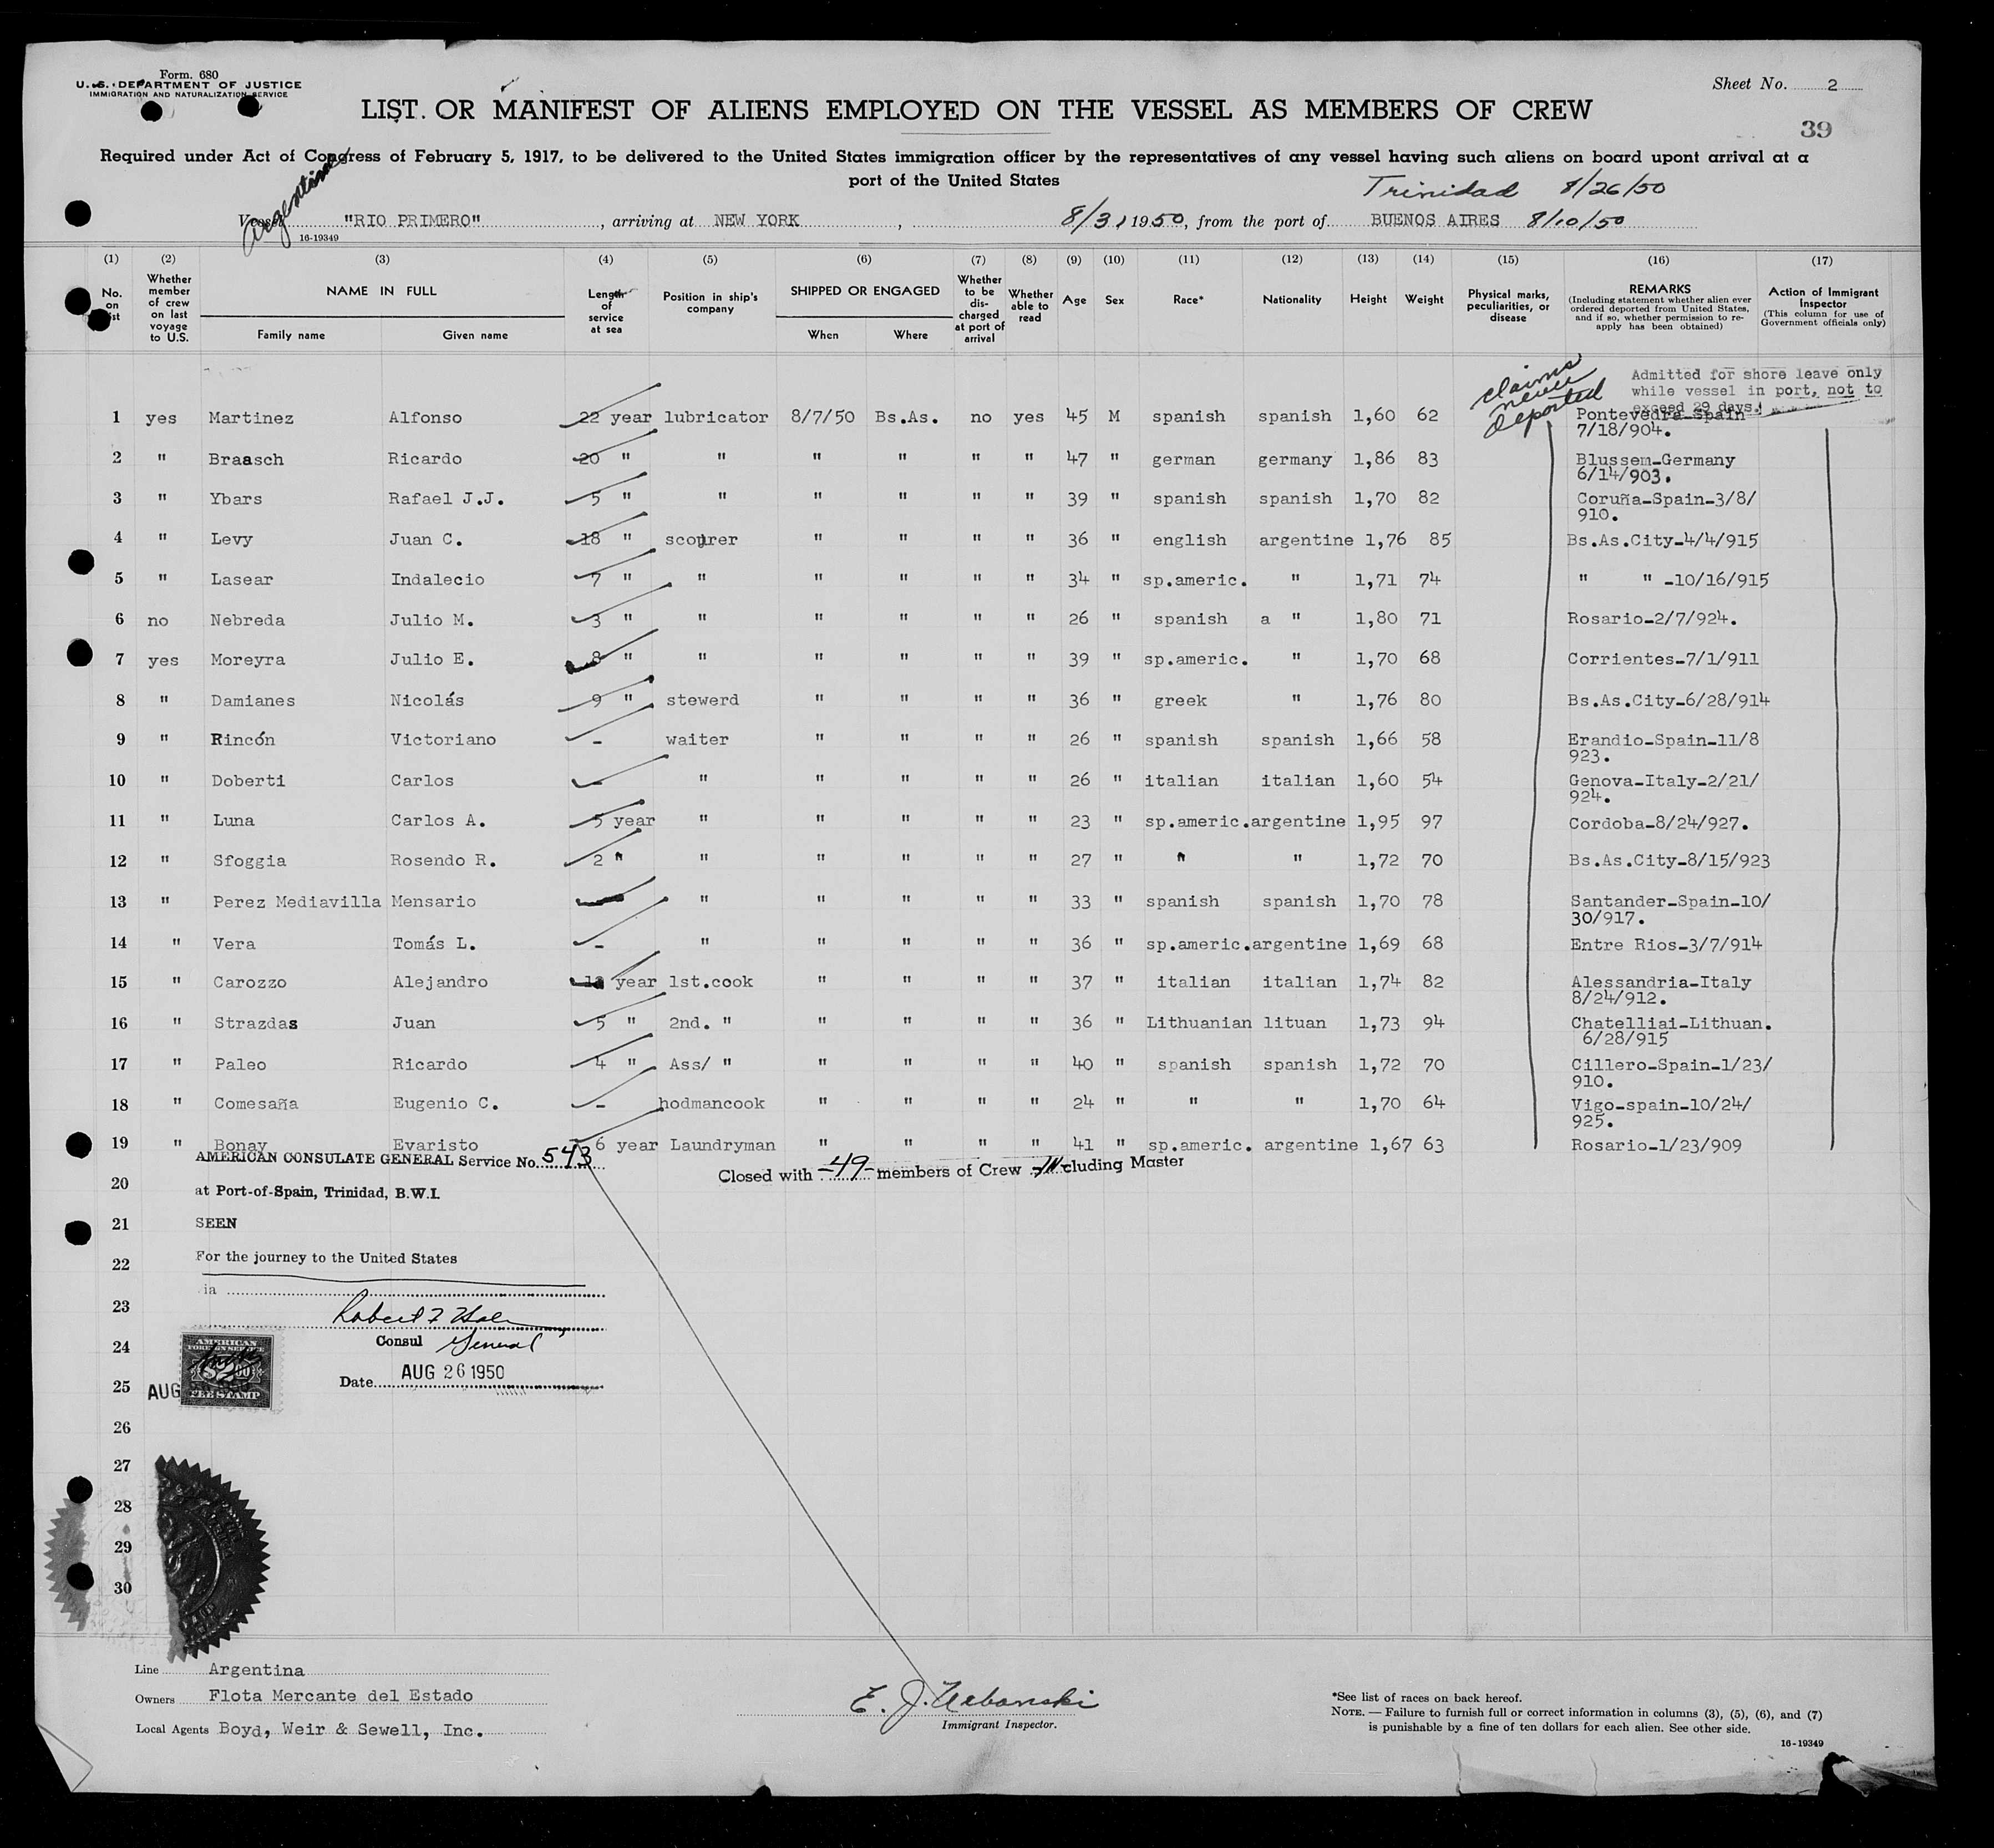 Form. 680
U. S. DEPARTMENT OF JUSTICE
IMMIGRATION AND NATURALIZATION SERVICE
Sheet No. 2
LIST. OR MANIFEST OF ALIENS EMPLOYED ON THE VESSEL AS MEMBERS OF CREW
39
Required under Act of Congress of February 5, 1917, to be delivered to the United States immigration officer by the representatives of any vessel having such aliens on board upont arrival at a
port of the United States
Trinidad 8/26/50
Argentine
"RIO PRIMERO", arriving at NEW YORK, 8/31 1950, from the port of BUENOS AIRES 8/10/50
16-19349
(1) (2) (3) (4) (5) (6) (7) (8) (9) (10) (11) (12) (13) (14) (15) (16) (17)
No. on Whether member of crew on last voyage to U.S. NAME IN FULL Family name Given name Length of service at sea Position in ship's company SHIPPED OR ENGAGED When Where Whether to be discharged at port of arrival Whether able to read Age Sex Race* Nationality Height Weight Physical marks, peculiarities, or disease REMARKS (Including statement whether alien ever ordered deported from United States, and if so, whether permission to re-apply has been obtained) Action of Immigrant Inspector (This column for use of Government officials only)
claims never deported
Admitted for shore leave only
while vessel in port, not to
exceed 29 days.
1 yes Martinez Alfonso 22 year lubricator 8/7/50 Bs.As. no yes 45 M spanish spanish 1,60 62 Pontevedra-Spain
7/18/904.
2 " Braasch Ricardo 20 " " " " " " 47 " german germany 1,86 83 Blussem-Germany
6/14/903.
3 " Ybars Rafael J.J. 5 " " " " " " 39 " spanish spanish 1,70 82 Coruña-Spain-3/8/
910.
4 " Levy Juan C. 18 " scourer " " " " 36 " english argentine 1,76 85 Bs.As.City-4/4/915
5 " Lasear Indalecio 7 " " " " " " 34 " sp.americ. " 1,71 74 " " -10/16/915
6 no Nebreda Julio M. 3 " " " " " " 26 " spanish a " 1,80 71 Rosario-2/7/924.
7 yes Moreyra Julio E. 8 " " " " " " 39 " sp.americ. " 1,70 68 Corrientes-7/1/911
8 " Damianes Nicolás 9 " stewerd " " " " 36 " greek " 1,76 80 Bs.As.City-6/28/914
9 " Rincón Victoriano - waiter " " " " 26 " spanish spanish 1,66 58 Erandio-Spain-11/8
923.
10 " Doberti Carlos - " " " " " 26 " italian italian 1,60 54 Genova-Italy-2/21/
924.
11 " Luna Carlos A. 5 year " " " " " 23 " sp.americ. argentine 1,95 97 Cordoba-8/24/927.
12 " Sfoggia Rosendo R. 2 " " " " " " 27 " " " 1,72 70 Bs.As.City-8/15/923
13 " Perez Mediavilla Mensario " " " " " 33 " spanish spanish 1,70 78 Santander-Spain-10/
30/917.
14 " Vera Tomás L. - " " " " " 36 " sp.americ. argentine 1,69 68 Entre Rios-3/7/914
15 " Carozzo Alejandro year 1st.cook " " " " 37 " italian italian 1,74 82 Alessandria-Italy
8/24/912.
16 " Strazdas Juan 5 " 2nd. " " " " " 36 " Lithuanian lituan 1,73 94 Chatelliai-Lithuan.
6/28/915
17 " Paleo Ricardo 4 " Ass/ " " " " " 40 " spanish spanish 1,72 70 Cillero-Spain-1/23/
910.
18 " Comesaña Eugenio C. - hodmancook " " " " 24 " " " 1,70 64 Vigo-spain-10/24/
925.
19 " Bonay Evaristo 6 year Laundryman " " " " 41 " sp.americ. argentine 1,67 63 Rosario-1/23/909
AMERICAN CONSULATE GENERAL Service No. 543
Closed with -49- members of Crew including Master
20 at Port-of-Spain, Trinidad, B.W.I.
21 SEEN
22 For the journey to the United States
ia
23
24 Consul General
Date AUG 26 1950
25 AUG
AMERICAN FOREIGN SERVICE
FEE STAMP
26
27
28
29
30
Line Argentina
Owners Flota Mercante del Estado
Local Agents Boyd, Weir & Sewell, Inc.
E. J. Urbanski
Immigrant Inspector.
*See list of races on back hereof.
NOTE. — Failure to furnish full or correct information in columns (3), (5), (6), and (7)
is punishable by a fine of ten dollars for each alien. See other side.
16-19349